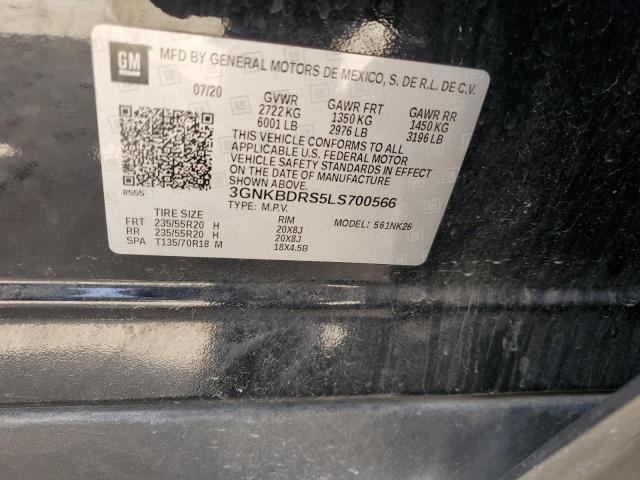 GM
MFD BY GENERAL MOTORS DE MEXICO, S. DE R.L. DE C.V.
07/20 GVWR GAWR FRT GAWR RR
2722 KG 1350 KG 1450 KG
6001 LB 2976 LB 3196 LB
THIS VEHICLE CONFORMS TO ALL
APPLICABLE U.S. FEDERAL MOTOR
VEHICLE SAFETY STANDARDS IN EFFECT
ON THE DATE OF MANUFACTURE SHOWN ABOVE.
3GNKBDRS5LS700566
8555 TYPE: M.P.V. MODEL: 561NK26
TIRE SIZE RIM
FRT 235/55R20 H 20X8J
RR 235/55R20 H 20X8J
SPA T135/70R18 M 18X4.5B